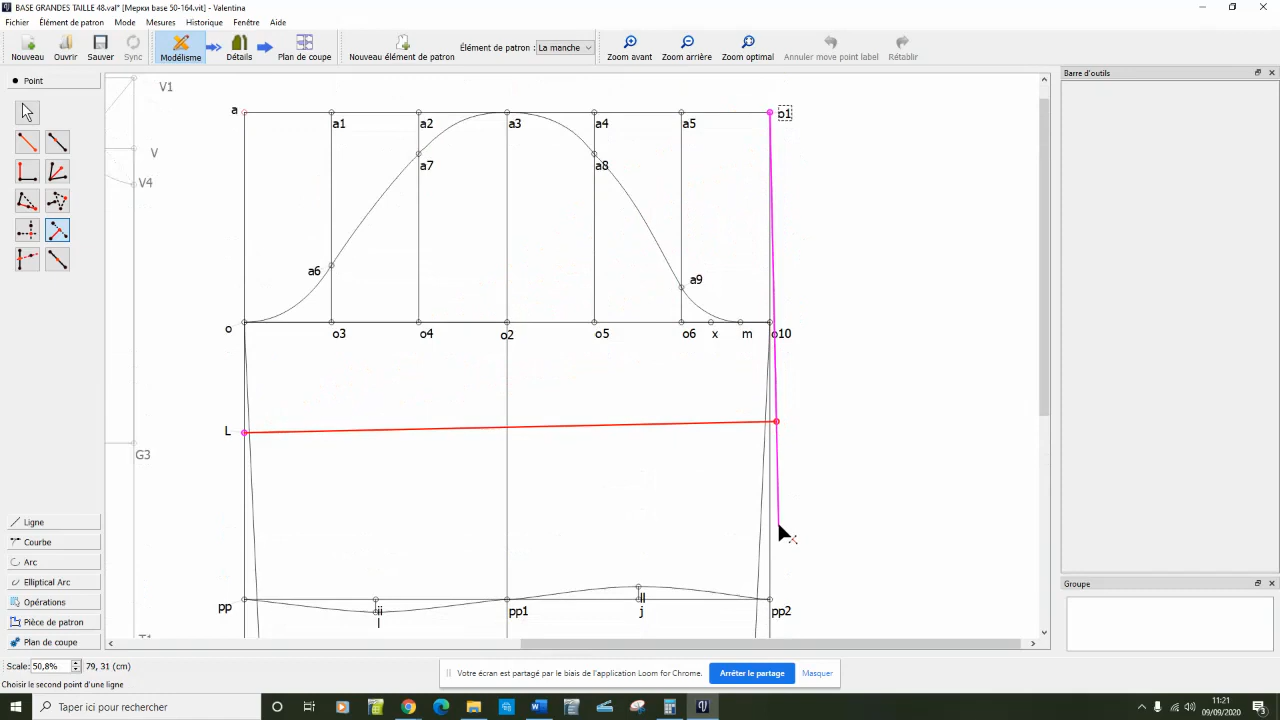 BASE GRANDES TAILLE 48.val* [Мерки base 50-164.vit] - Valentina
Fichier Élément de patron Mode Mesures Historique Fenêtre Aide
Nouveau Ouvrir Sauver Sync Modélisme Détails Plan de coupe Nouveau élément de patron Élément de patron: La manche Zoom avant Zoom arrière Zoom optimal Annuler move point label Rétablir
Point
Barre d'outils
V1
V
V4
G3
T1
a
o1
a1 a2 a3 a4 a5
a7 a8
a6 a9
o o3 o4 o2 o5 o6 x m o10
L
pp ii pp1 j pp2
l
Ligne
Courbe
Arc
Elliptical Arc
Opérations
Pièce de patron
Plan de coupe
Groupe
Scale: 50,8% 79, 31 (cm)
Choisir le second point d'une ligne
Votre écran est partagé par le biais de l'application Loom for Chrome. Arrêter le partage Masquer
Taper ici pour rechercher
11:21
09/09/2020